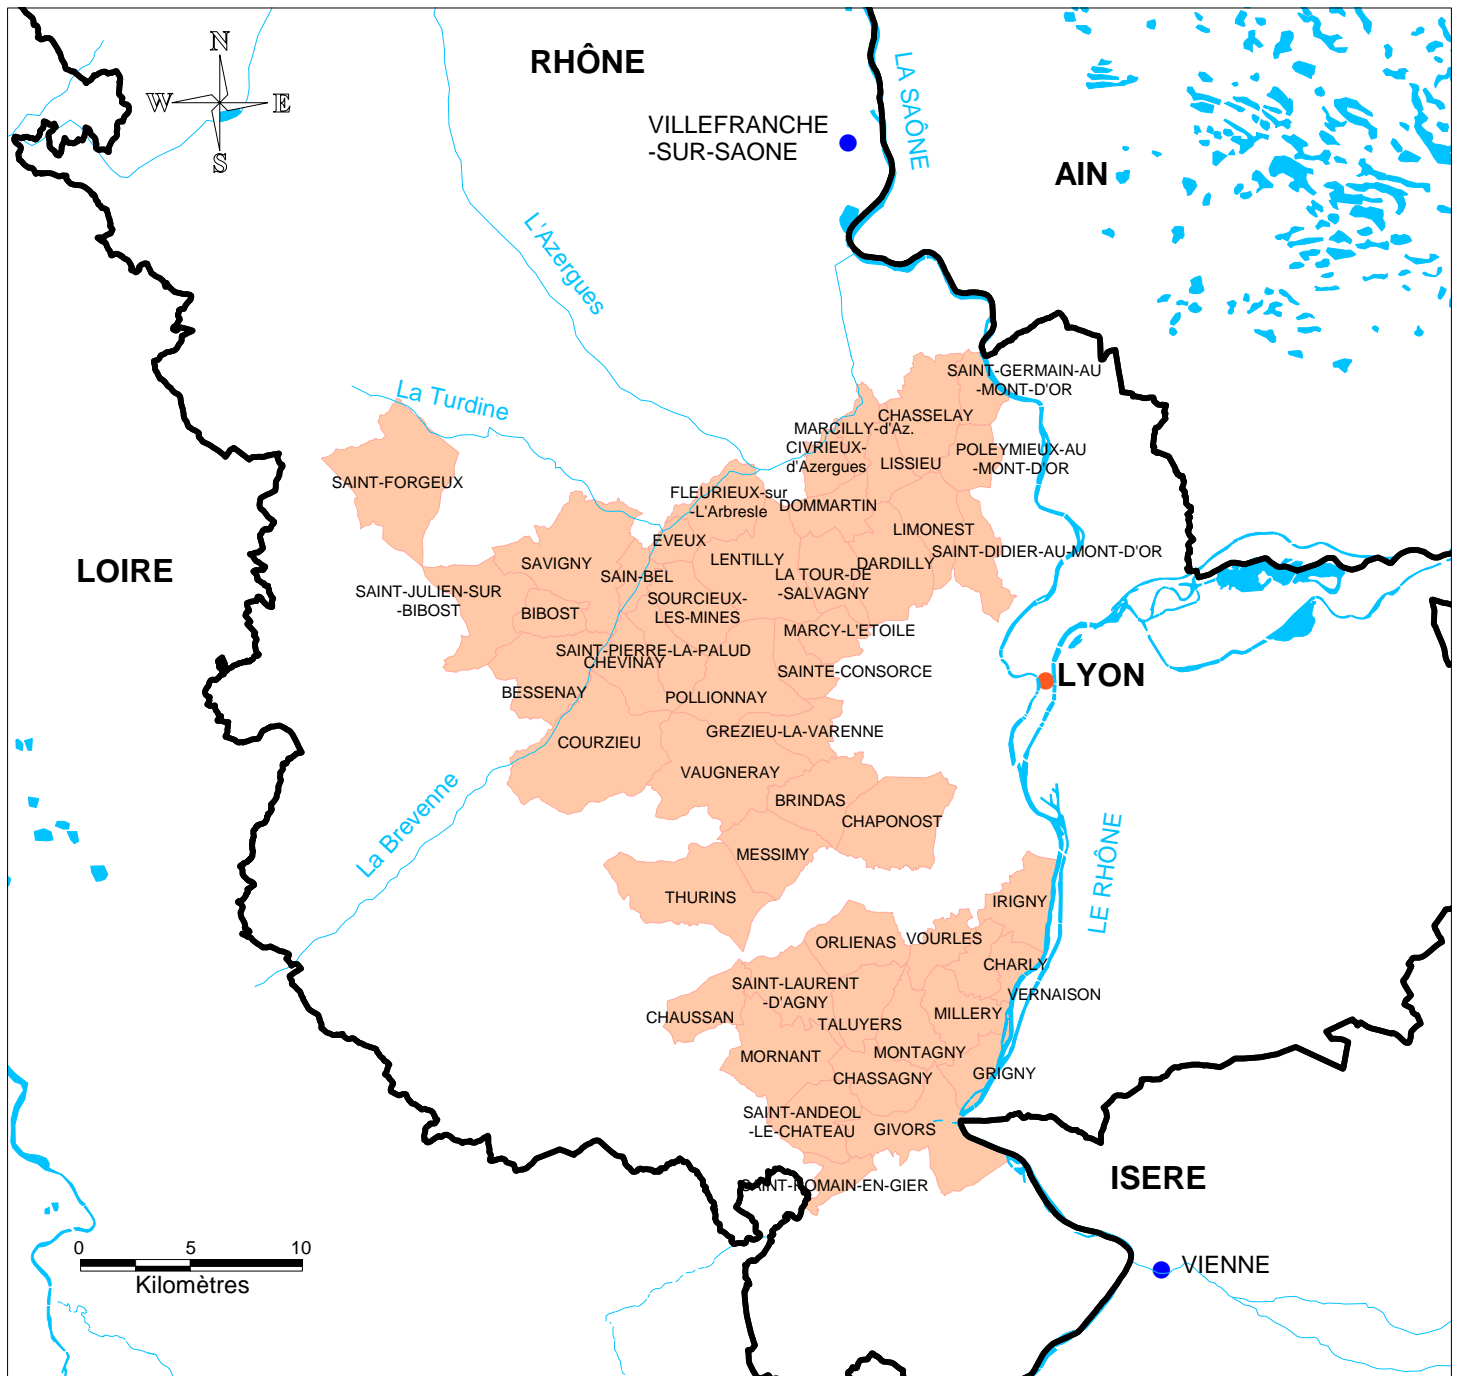 N
W
E
S
RHÔNE
VILLEFRANCHE
-SUR-SAONE
LA SAÔNE
AIN
L'Azergues
La Turdine
SAINT-GERMAIN-AU
-MONT-D'OR
CHASSELAY
MARCILLY-d'Az.
CIVRIEUX-
d'Azergues
LISSIEU
POLEYMIEUX-AU
-MONT-D'OR
SAINT-FORGEUX
FLEURIEUX-sur
-L'Arbresle
DOMMARTIN
LIMONEST
EVEUX
SAINT-DIDIER-AU-MONT-D'OR
LOIRE
SAVIGNY
LENTILLY
DARDILLY
SAIN-BEL
LA TOUR-DE
-SALVAGNY
SAINT-JULIEN-SUR
-BIBOST
BIBOST
SOURCIEUX-
LES-MINES
MARCY-L'ETOILE
SAINT-PIERRE-LA-PALUD
CHEVINAY
SAINTE-CONSORCE
LYON
BESSENAY
POLLIONNAY
COURZIEU
GREZIEU-LA-VARENNE
VAUGNERAY
BRINDAS
CHAPONOST
La Brevenne
MESSIMY
LE RHÔNE
THURINS
IRIGNY
ORLIENAS
VOURLES
CHARLY
SAINT-LAURENT
-D'AGNY
VERNAISON
CHAUSSAN
TALUYERS
MILLERY
MORNANT
MONTAGNY
CHASSAGNY
GRIGNY
SAINT-ANDEOL
-LE-CHATEAU
GIVORS
ISERE
SAINT-ROMAIN-EN-GIER
0 5 10
Kilomètres
VIENNE